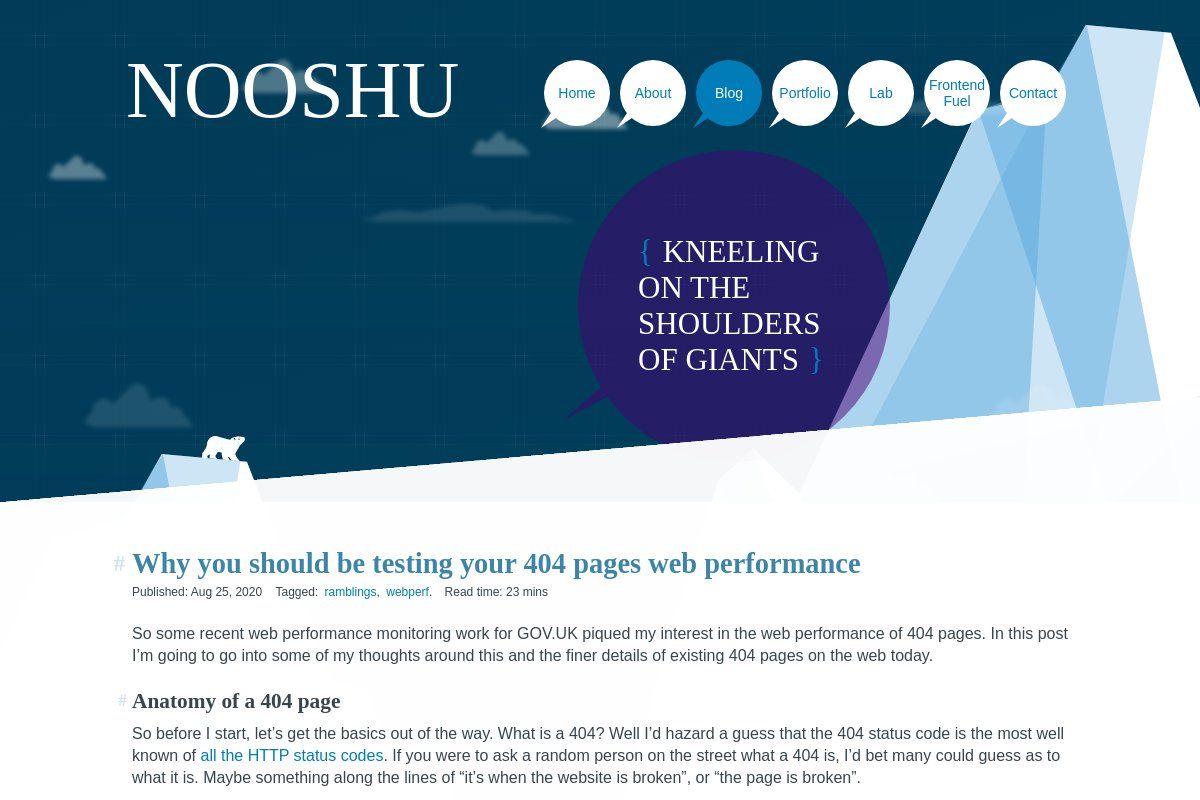 NOOSHU
Home
About
Blog
Portfolio
Lab
Frontend
Fuel
Contact
{ KNEELING
ON THE
SHOULDERS
OF GIANTS }
# Why you should be testing your 404 pages web performance
Published: Aug 25, 2020 Tagged: ramblings, webperf. Read time: 23 mins
So some recent web performance monitoring work for GOV.UK piqued my interest in the web performance of 404 pages. In this post
I’m going to go into some of my thoughts around this and the finer details of existing 404 pages on the web today.
# Anatomy of a 404 page
So before I start, let’s get the basics out of the way. What is a 404? Well I’d hazard a guess that the 404 status code is the most well
known of all the HTTP status codes. If you were to ask a random person on the street what a 404 is, I’d bet many could guess as to
what it is. Maybe something along the lines of “it’s when the website is broken”, or “the page is broken”.